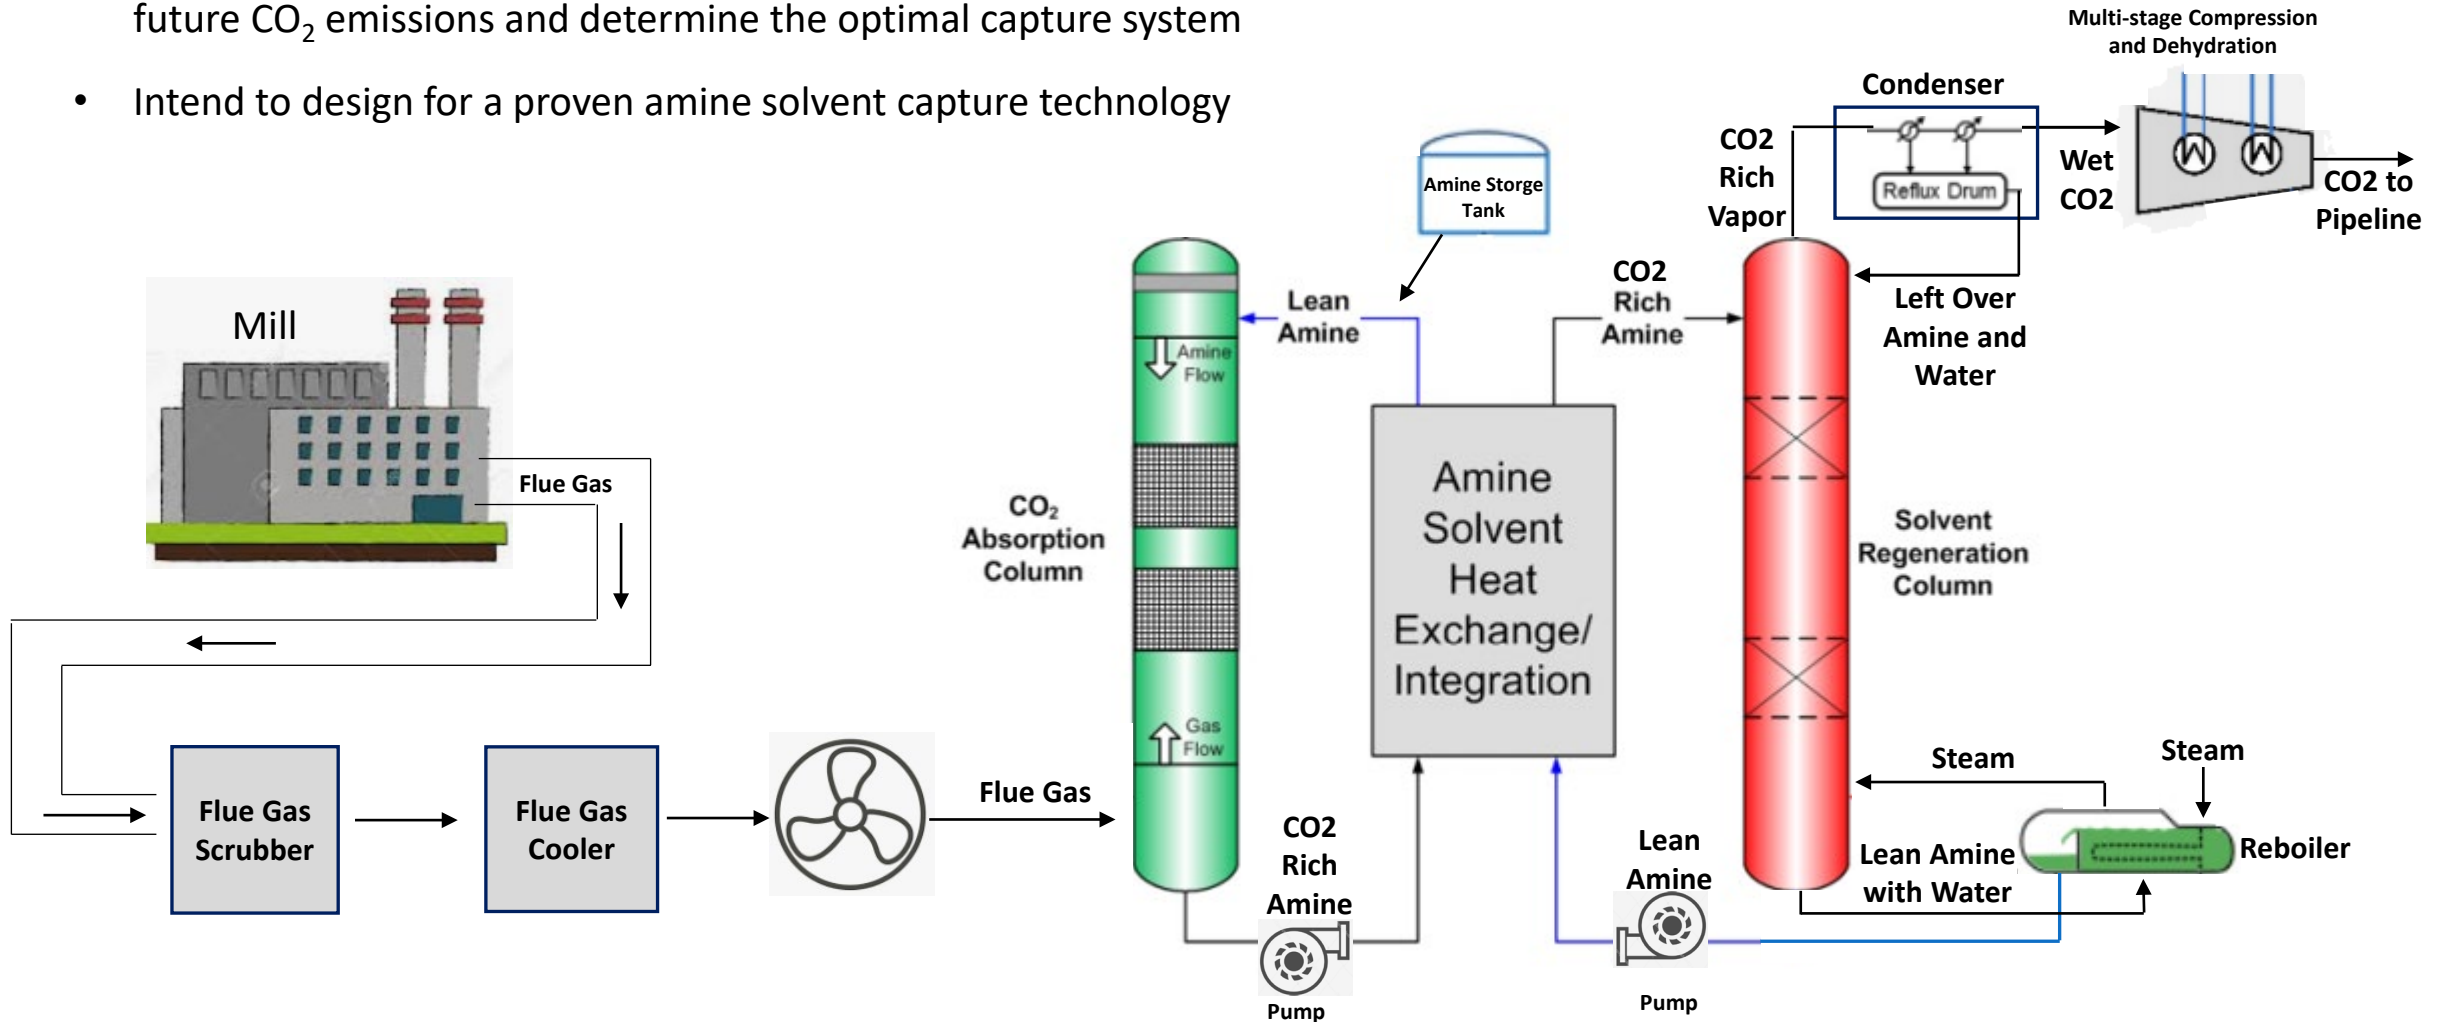 future CO₂ emissions and determine the optimal capture system
• Intend to design for a proven amine solvent capture technology
Multi-stage Compression
and Dehydration
Condenser
CO2
Rich
Vapor
Reflux Drum
Wet
CO2
CO2 to
Pipeline
Amine Storge
Tank
Left Over
Amine and
Water
Mill
Lean
Amine
CO2
Rich
Amine
Amine
Flow
Flue Gas
CO₂
Absorption
Column
Amine
Solvent
Heat
Exchange/
Integration
Solvent
Regeneration
Column
Gas
Flow
Steam
Steam
Flue Gas
Scrubber
Flue Gas
Cooler
Flue Gas
CO2
Rich
Amine
Pump
Lean
Amine
Pump
Lean Amine
with Water
Reboiler